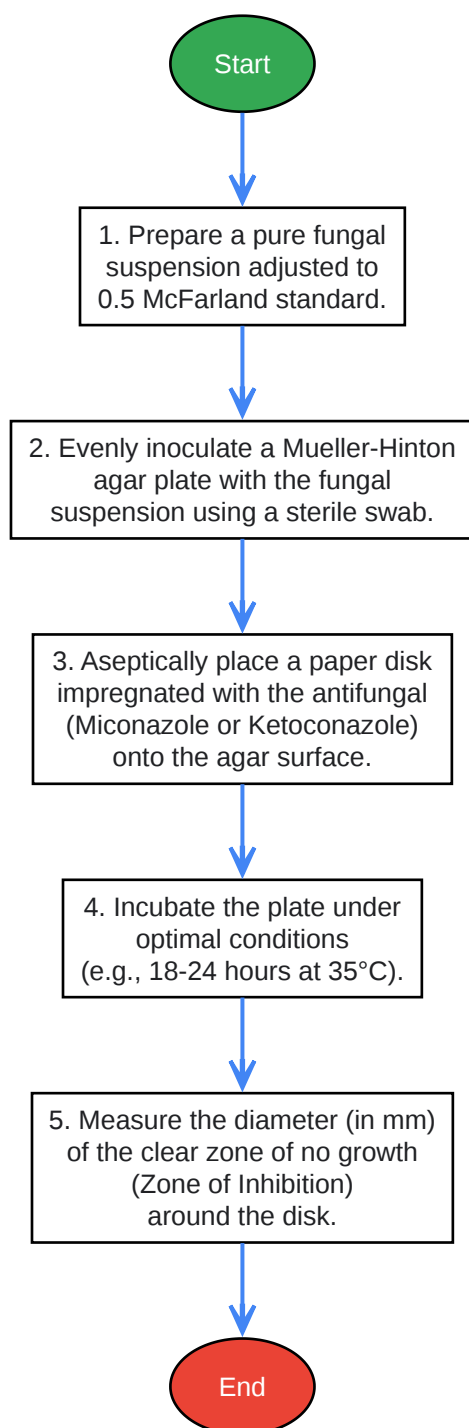 Start
1. Prepare a pure fungal
suspension adjusted to
0.5 McFarland standard.
2. Evenly inoculate a Mueller-Hinton
agar plate with the fungal
suspension using a sterile swab.
3. Aseptically place a paper disk
impregnated with the antifungal
(Miconazole or Ketoconazole)
onto the agar surface.
4. Incubate the plate under
optimal conditions
(e.g., 18-24 hours at 35°C).
5. Measure the diameter (in mm)
of the clear zone of no growth
(Zone of Inhibition)
around the disk.
End